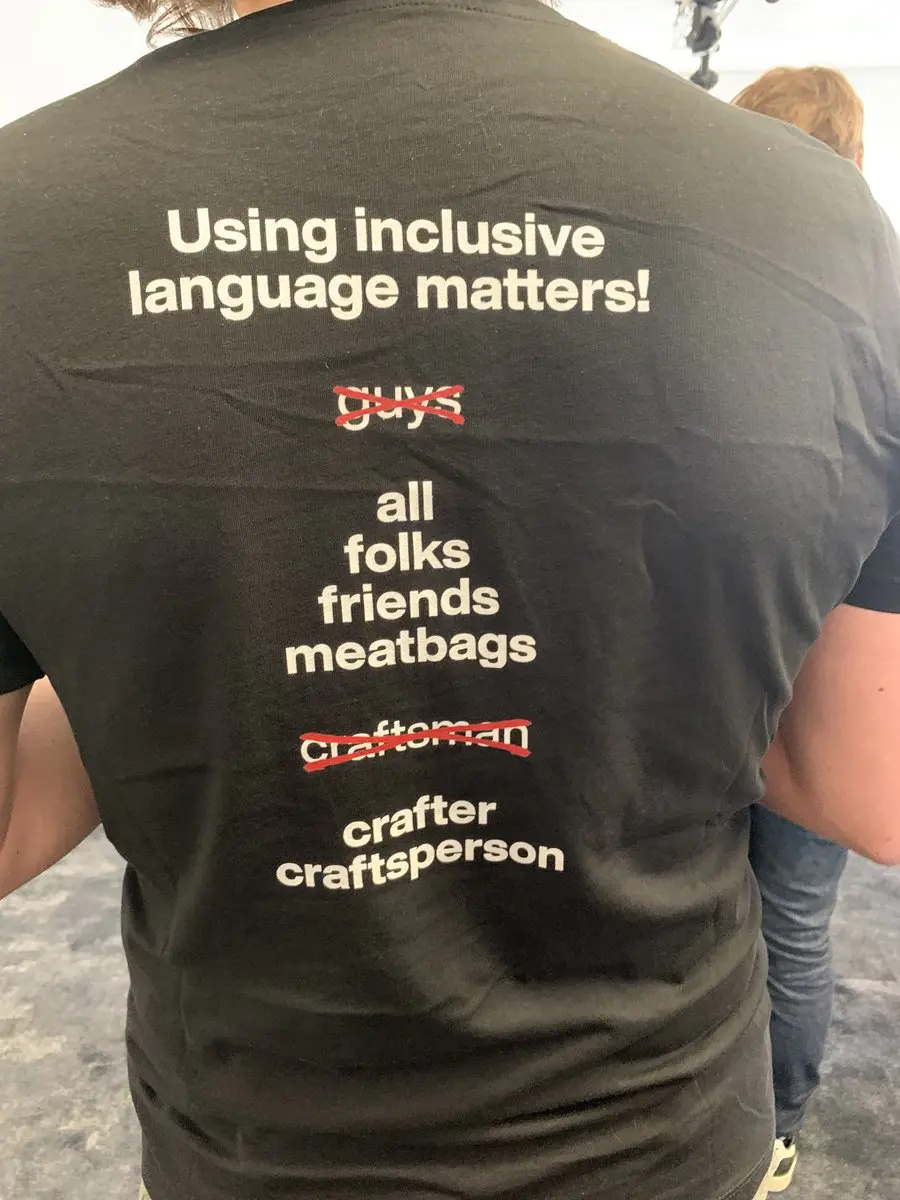 Using inclusive
language matters!
guys
all
folks
friends
meatbags
craftsman
crafter
craftsperson